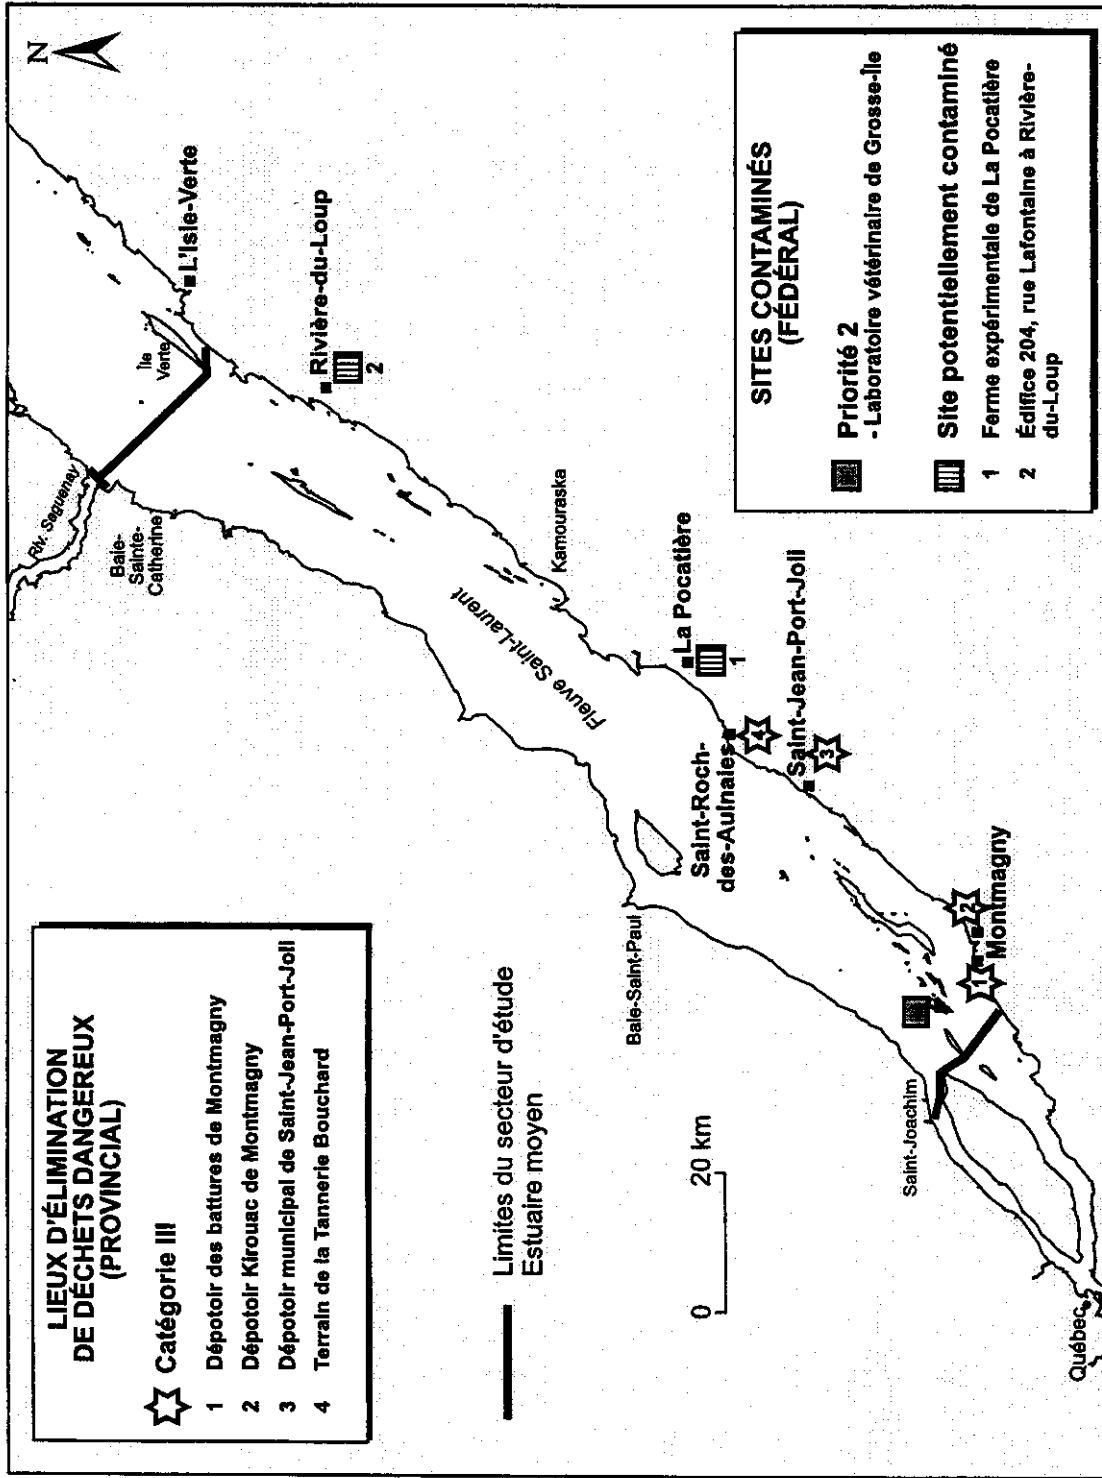 LIEUX D'ÉLIMINATION
DE DÉCHETS DANGEREUX
(PROVINCIAL)
Catégorie III
1 Dépotoir des battures de Montmagny
2 Dépotoir Kirouac de Montmagny
3 Dépotoir municipal de Saint-Jean-Port-Joli
4 Terrain de la Tannerie Bouchard
Limites du secteur d'étude
Estuaire moyen
0 20 km
N
Riv. Saguenay
Baie-
Sainte-
Catherine
Île
Verte
L'Isle-Verte
Rivière-du-Loup
2
Fleuve Saint-Laurent
Kamouraska
La Pocatière
1
Saint-Roch-
des-Aulnaies
4
Saint-Jean-Port-Joli
3
Baie-Saint-Paul
2
Montmagny
1
Saint-Joachim
Québec
SITES CONTAMINÉS
(FÉDÉRAL)
Priorité 2
- Laboratoire vétérinaire de Grosse-Île
Site potentiellement contaminé
1 Ferme expérimentale de La Pocatière
2 Édifice 204, rue Lafontaine à Rivière-
du-Loup